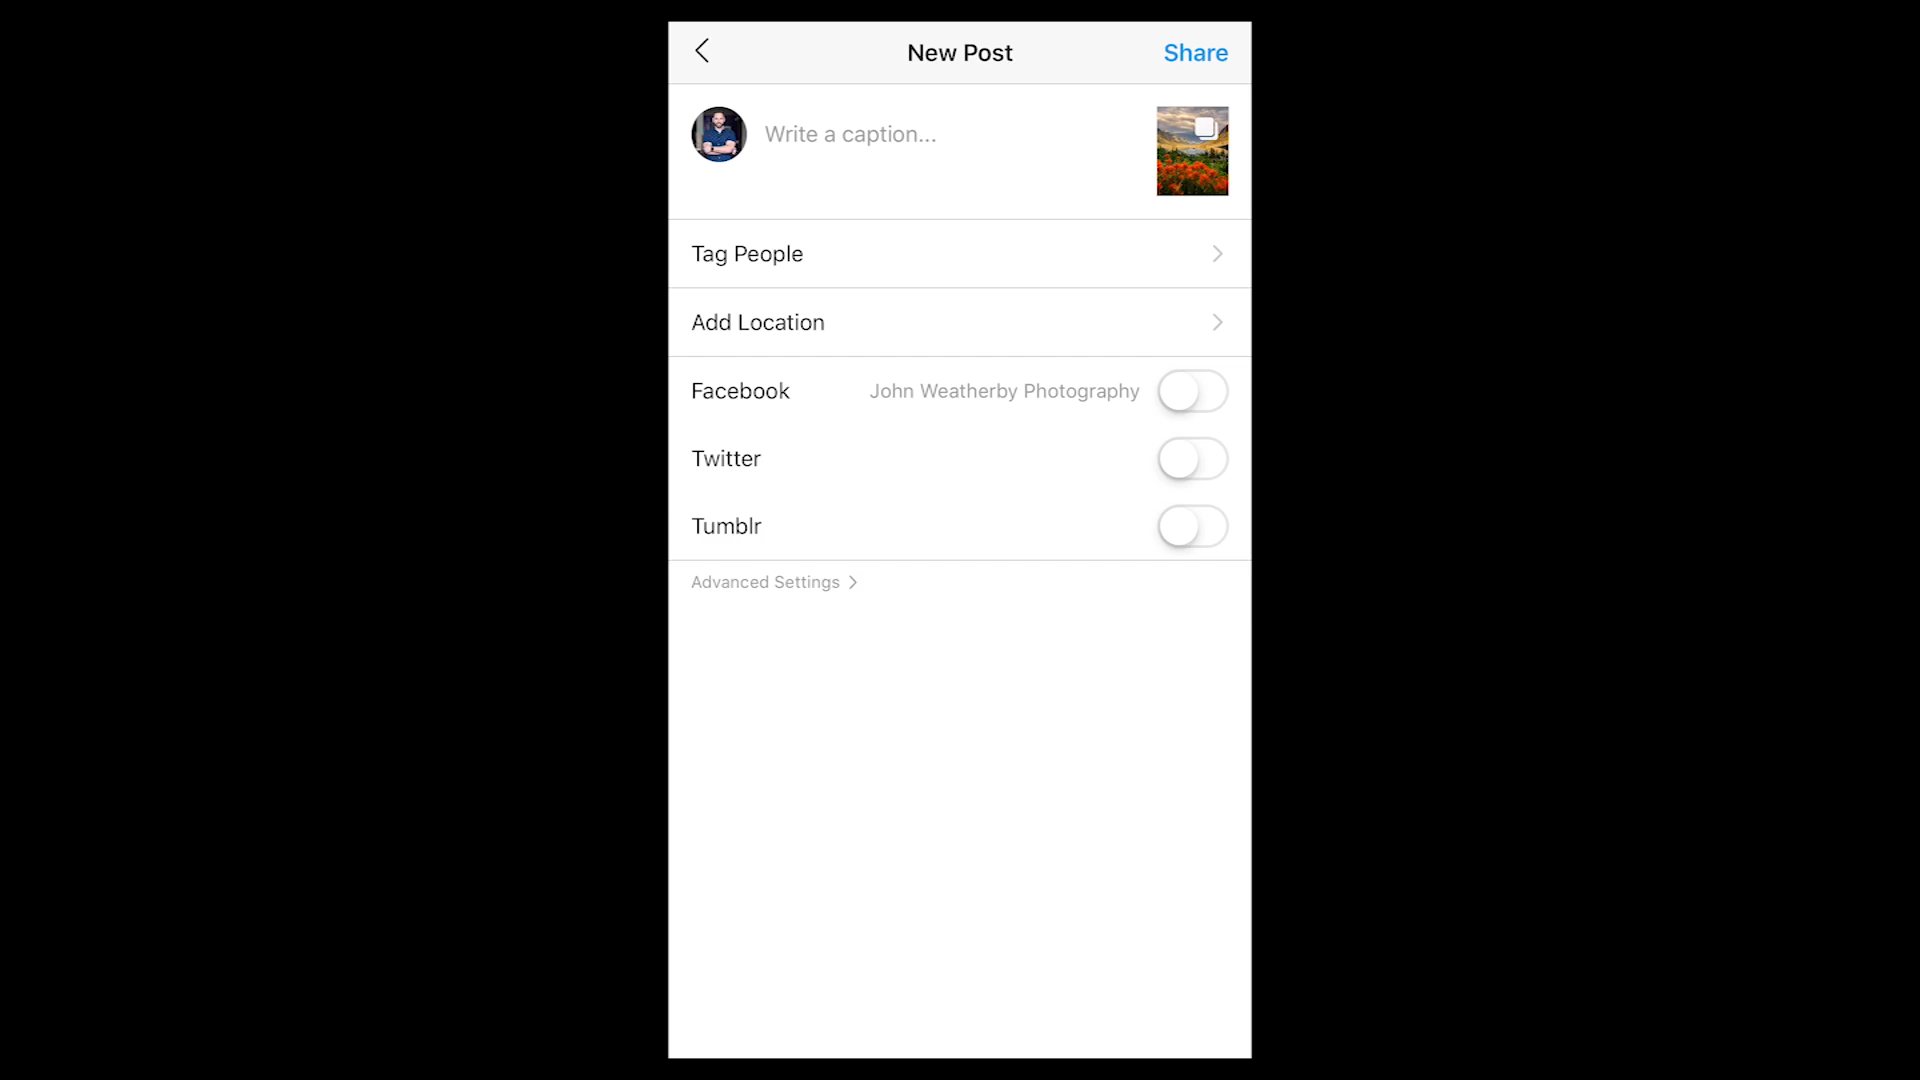 New Post
Share
Write a caption...
Tag People
Add Location
Facebook John Weatherby Photography
Twitter
Tumblr
Advanced Settings